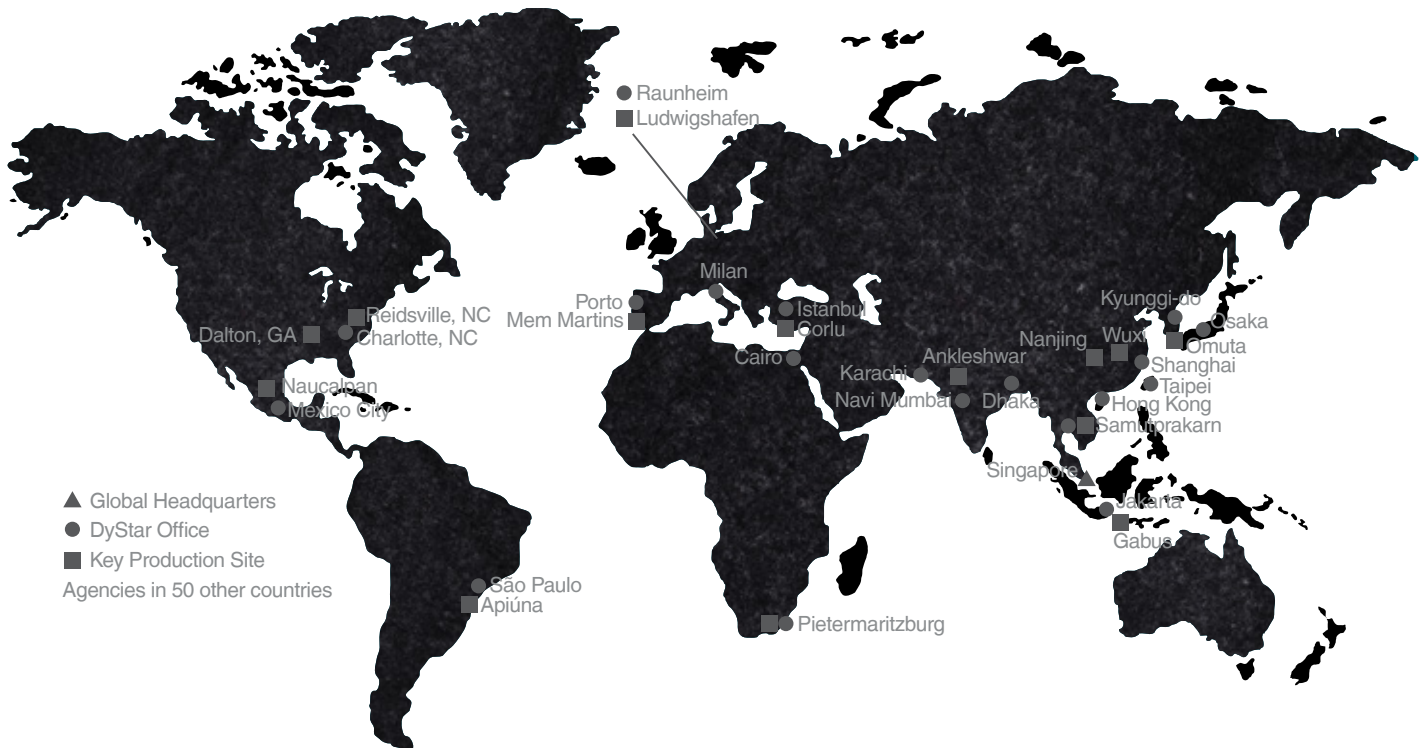 Raunheim
Ludwigshafen
Milan
Porto
Mem Martins
Istanbul
Corlu
Cairo
Reidsville, NC
Dalton, GA
Charlotte, NC
Naucalpan
Mexico City
Kyunggi-do
Osaka
Nanjing
Wuxi
Omuta
Ankleshwar
Shanghai
Karachi
Taipei
Navi Mumbai
Dhaka
Hong Kong
Samutprakarn
Singapore
Jakarta
Gabus
Global Headquarters
DyStar Office
Key Production Site
Agencies in 50 other countries
São Paulo
Apiúna
Pietermaritzburg